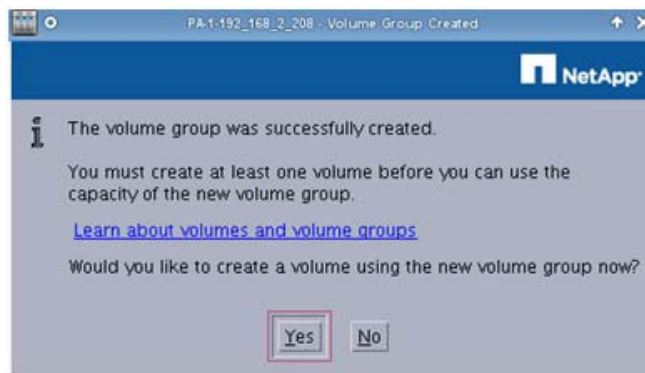 PA-1-192_168_2_208 - Volume Group Created
NetApp
The volume group was successfully created.
You must create at least one volume before you can use the
capacity of the new volume group.
Learn about volumes and volume groups
Would you like to create a volume using the new volume group now?
Yes No